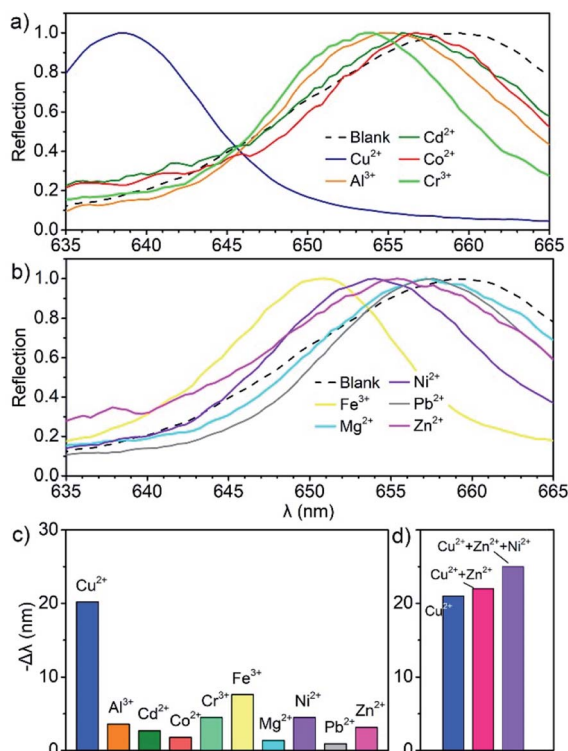 a)
1.0
0.8
0.6
0.4
0.2
0.0
Reflection
Blank Cd²⁺
Cu²⁺ Co²⁺
Al³⁺ Cr³⁺
635 640 645 650 655 660 665
b)
1.0
0.8
0.6
0.4
0.2
0.0
Reflection
Blank Ni²⁺
Fe³⁺ Pb²⁺
Mg²⁺ Zn²⁺
635 640 645 650 655 660 665
λ (nm)
c)
30
20
10
0
-Δλ (nm)
Cu²⁺
Al³⁺
Cd²⁺
Co²⁺
Cr³⁺
Fe³⁺
Mg²⁺
Ni²⁺
Pb²⁺
Zn²⁺
d)
Cu²⁺+Zn²⁺+Ni²⁺
Cu²⁺+Zn²⁺
Cu²⁺